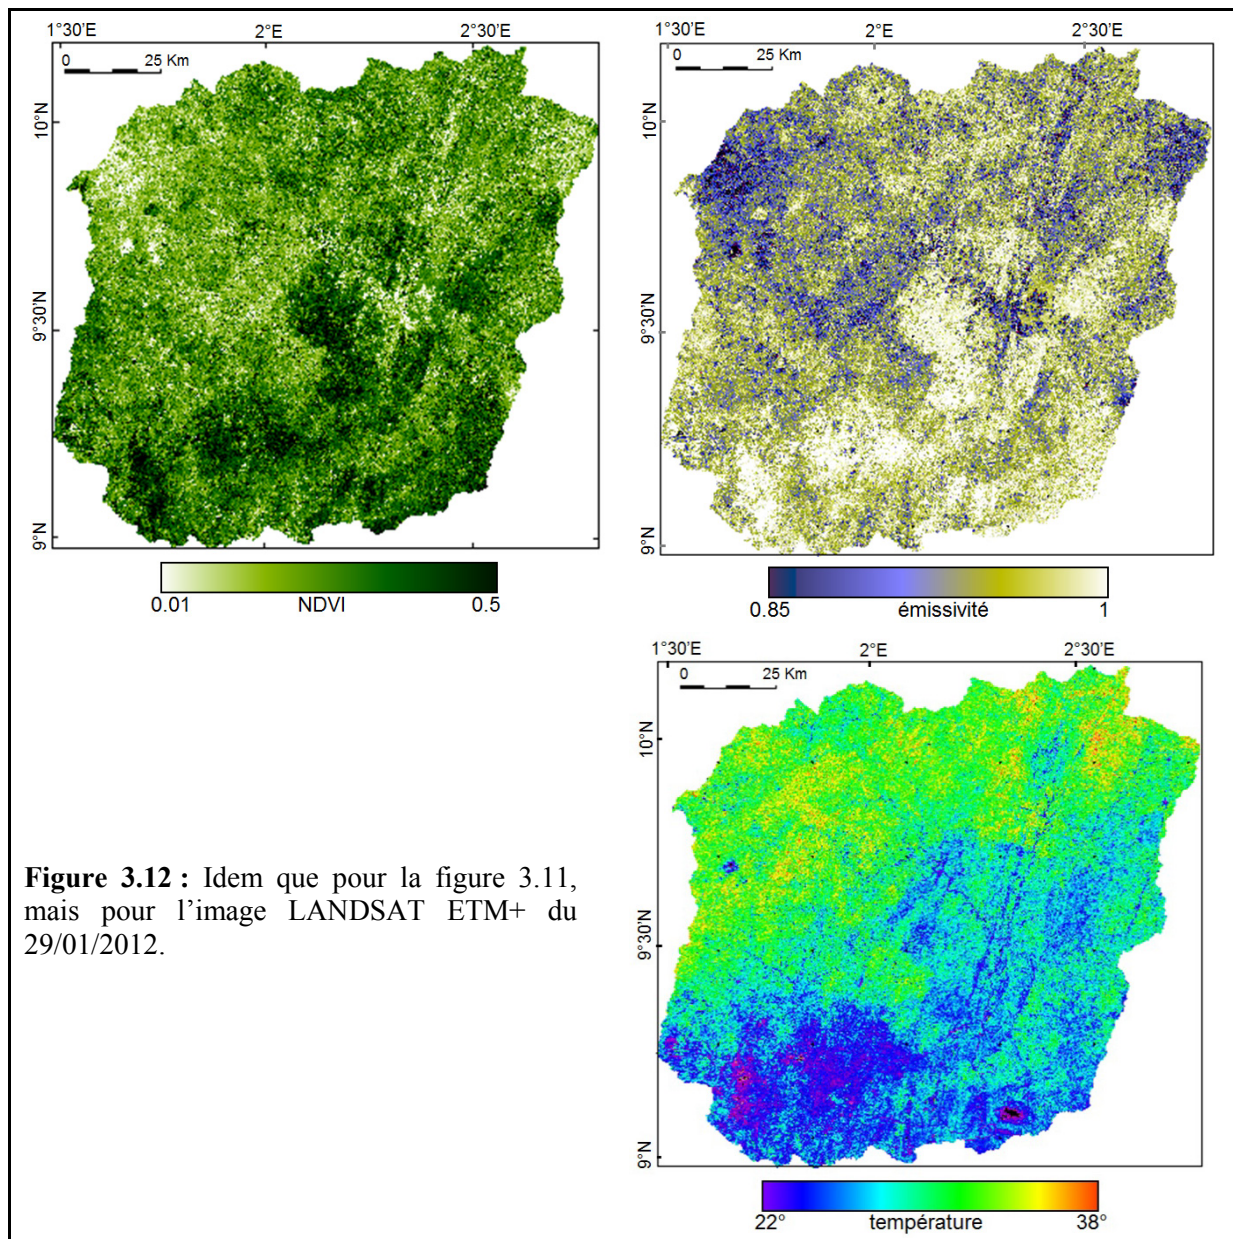 1°30'E 2°E 2°30'E
0 25 Km
10°N
9°30'N
9°N
0.01 NDVI 0.5
1°30'E 2°E 2°30'E
0 25 Km
10°N
9°30'N
9°N
0.85 émissivité 1
1°30'E 2°E 2°30'E
0 25 Km
10°N
9°30'N
9°N
22° température 38°
Figure 3.12 : Idem que pour la figure 3.11,
mais pour l’image LANDSAT ETM+ du
29/01/2012.